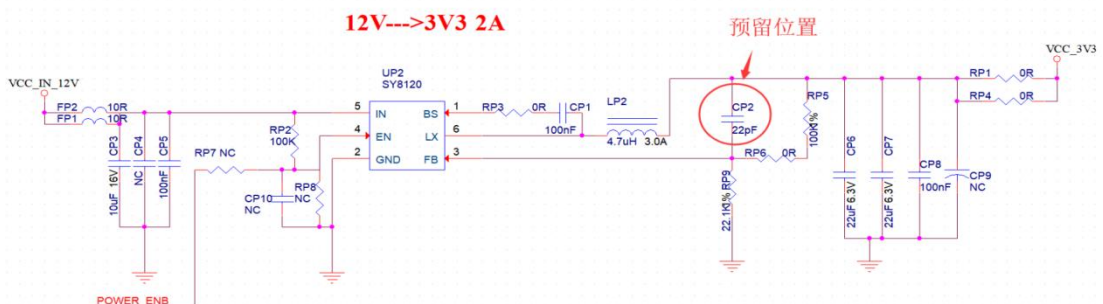 12V--->3V3 2A
预留位置
VCC_3V3
VCC_IN_12V
UP2
SY8120
FP2 10R
FP1 10R
5 IN
BS 1
4 EN
LX 6
2 GND
FB 3
RP3 0R
CP1
100nF
LP2
4.7uH 3.0A
CP2
22pF
RP5
100K1%
RP1 0R
RP4 0R
CP3
10uF 16V
CP4
NC
CP5
100nF
RP2
100K
RP7 NC
CP10
NC
RP8
NC
RP6 0R
RP9
22.1K1%
CP6
22uF 6.3V
CP7
22uF 6.3V
CP8
100nF
CP9
NC
POWER_ENB